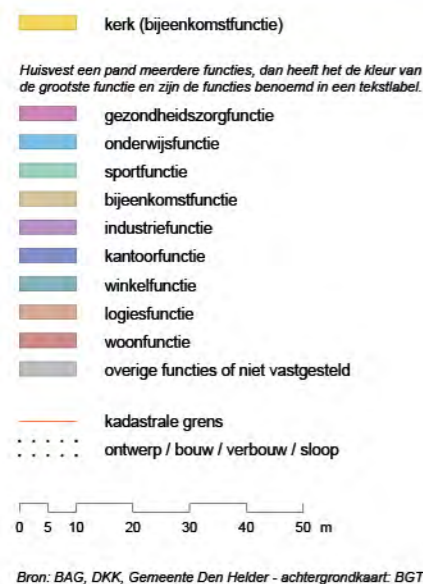 kerk (bijeenkomstfunctie)
Huisvest een pand meerdere functies, dan heeft het de kleur van
de grootste functie en zijn de functies benoemd in een tekstlabel.
gezondheidszorgfunctie
onderwijsfunctie
sportfunctie
bijeenkomstfunctie
industriefunctie
kantoorfunctie
winkelfunctie
logiesfunctie
woonfunctie
overige functies of niet vastgesteld
kadastrale grens
ontwerp / bouw / verbouw / sloop
0 5 10 20 30 40 50 m
Bron: BAG, DKK, Gemeente Den Helder - achtergrondkaart: BGT